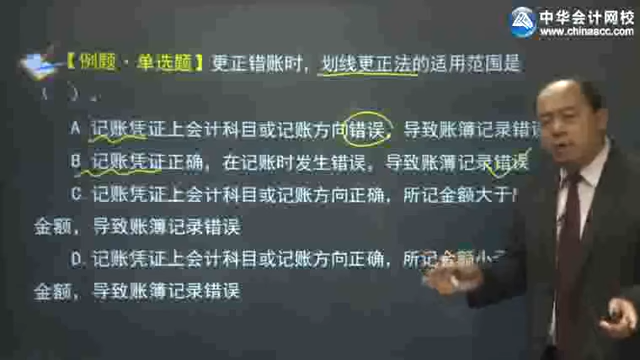 中华会计网校
www.chinaacc.com
【例题·单选题】更正错账时，划线更正法的适用范围是
（ ）。
A 记账凭证上会计科目或记账方向错误，导致账簿记录错误
B 记账凭证正确，在记账时发生错误，导致账簿记录错误
C 记账凭证上会计科目或记账方向正确，所记金额大于
金额，导致账簿记录错误
D.记账凭证上会计科目或记账方向正确，所记金额小
金额，导致账簿记录错误